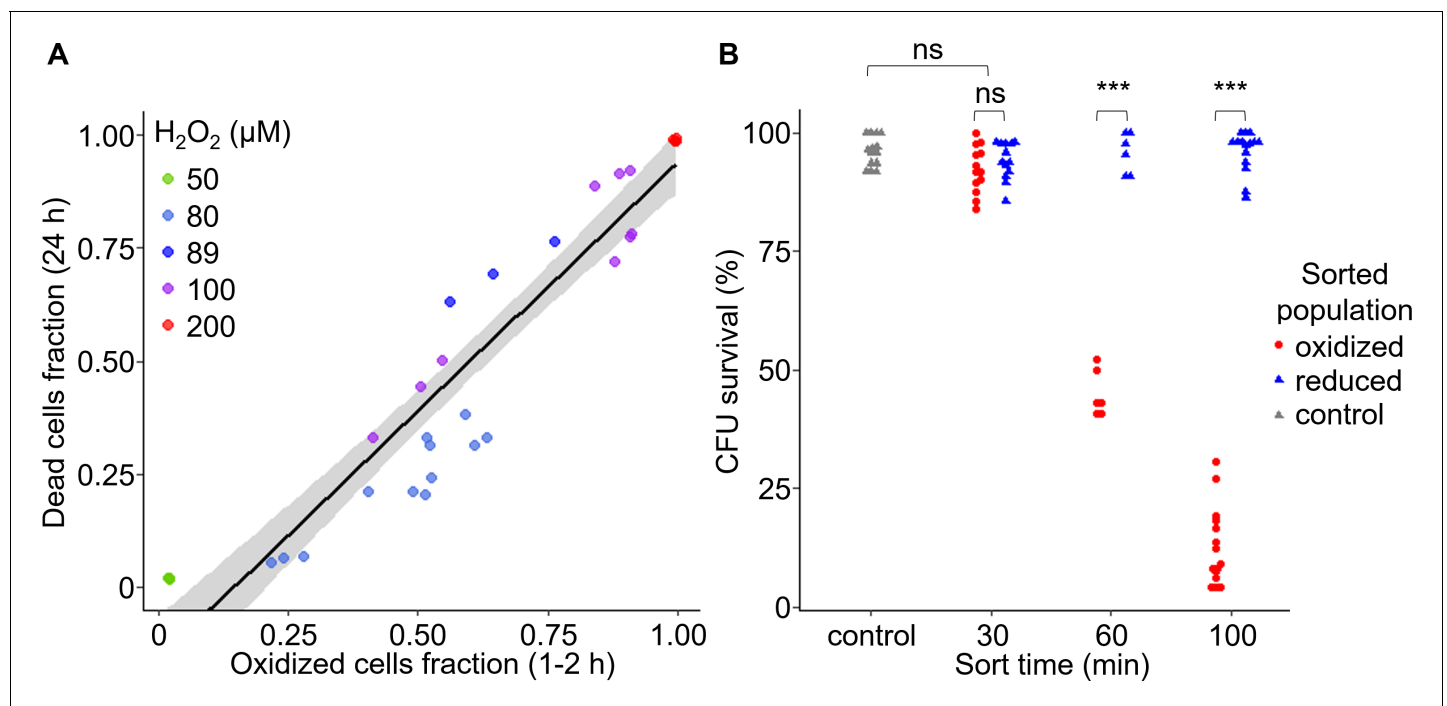 A
H₂O₂ (µM)
50
80
89
100
200
1.00
0.75
0.50
0.25
0
Dead cells fraction (24 h)
0
0.25
0.50
0.75
1.00
Oxidized cells fraction (1-2 h)
B
ns
ns
***
***
100
75
50
25
0
CFU survival (%)
control
30
60
100
Sort time (min)
Sorted
population
oxidized
reduced
control